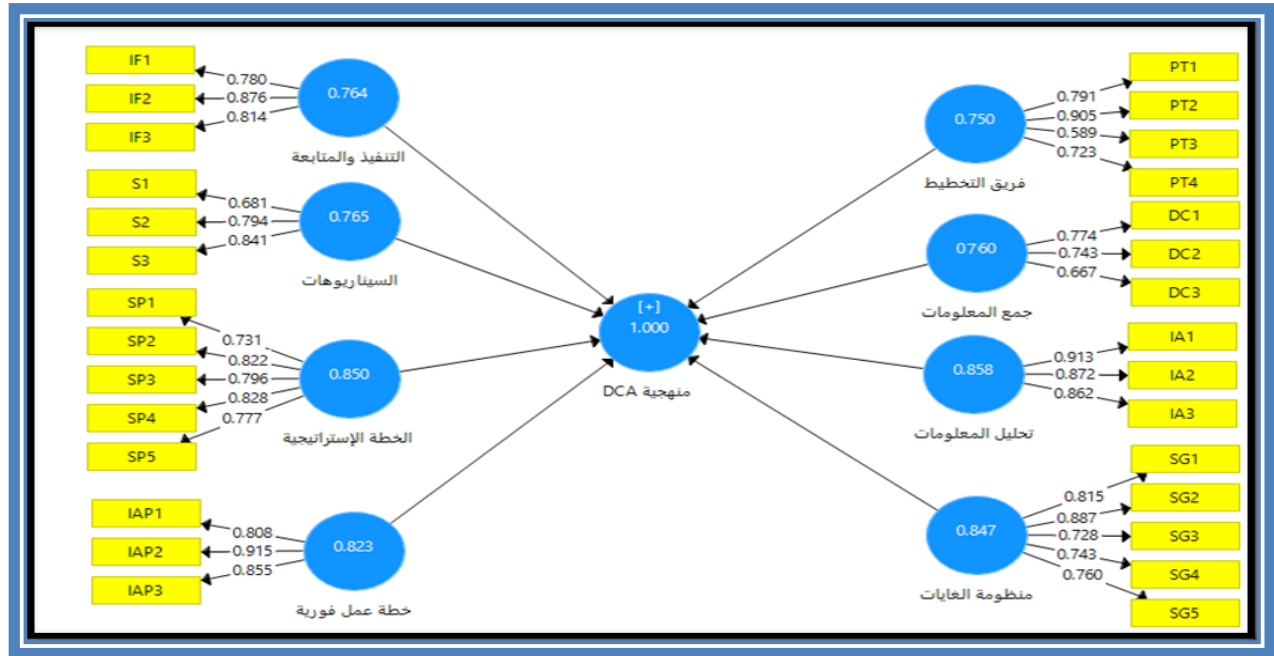 IF1
IF2
IF3
0.780
0.876
0.814
0.764
التنفيذ والمتابعة
S1
S2
S3
0.681
0.794
0.841
0.765
السيناريوهات
SP1
SP2
SP3
SP4
SP5
0.731
0.822
0.796
0.828
0.777
0.850
الخطة الإستراتيجية
IAP1
IAP2
IAP3
0.808
0.915
0.855
0.823
خطة عمل فورية
[+]
1.000
منهجية DCA
0.750
فريق التخطيط
0.791
0.905
0.589
0.723
PT1
PT2
PT3
PT4
0.760
جمع المعلومات
0.774
0.743
0.667
DC1
DC2
DC3
0.858
تحليل المعلومات
0.913
0.872
0.862
IA1
IA2
IA3
0.847
منظومة الغايات
0.815
0.887
0.728
0.743
0.760
SG1
SG2
SG3
SG4
SG5